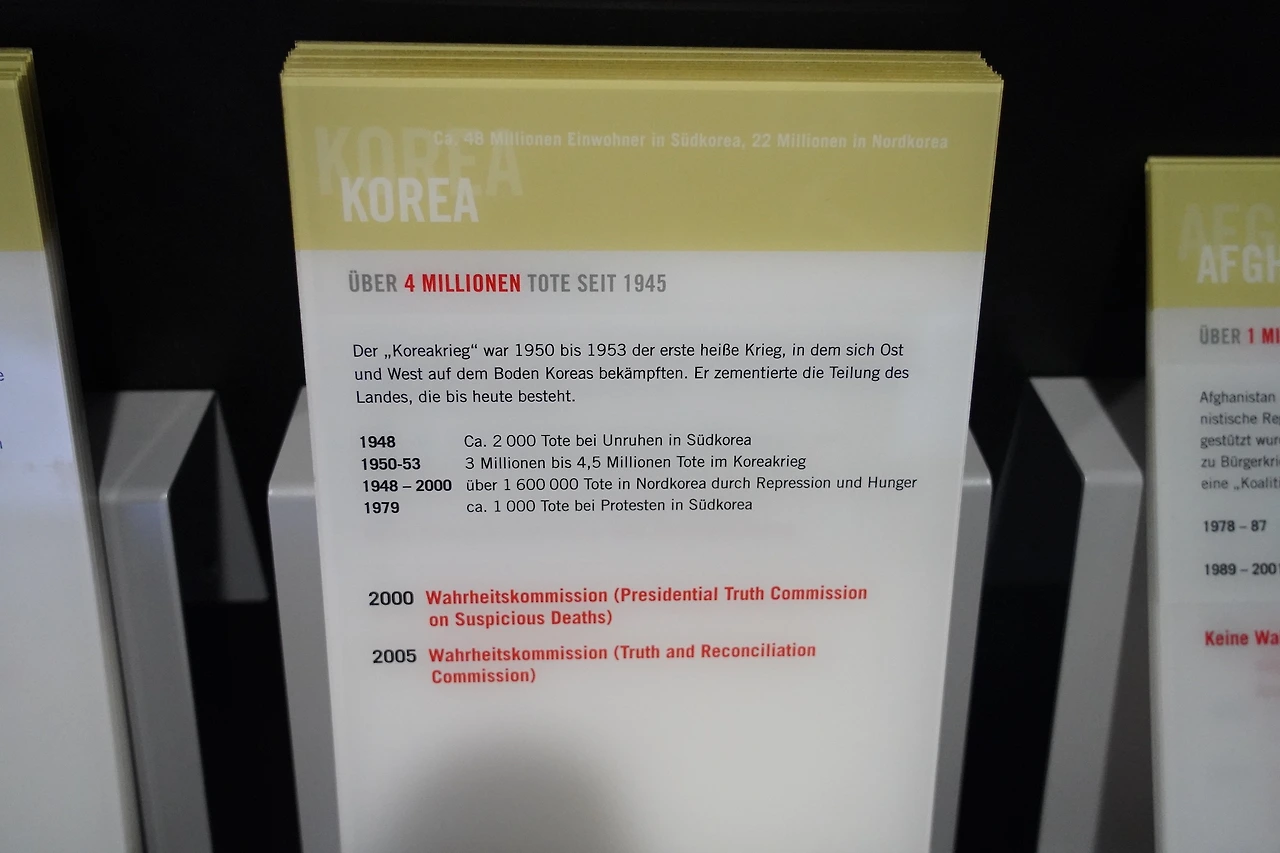 Ca. 48 Millionen Einwohner in Südkorea, 22 Millionen in Nordkorea
KOREA
KOREA
ÜBER 4 MILLIONEN TOTE SEIT 1945
Der „Koreakrieg“ war 1950 bis 1953 der erste heiße Krieg, in dem sich Ost
und West auf dem Boden Koreas bekämpften. Er zementierte die Teilung des
Landes, die bis heute besteht.
1948 Ca. 2 000 Tote bei Unruhen in Südkorea
1950-53 3 Millionen bis 4,5 Millionen Tote im Koreakrieg
1948 – 2000 über 1 600 000 Tote in Nordkorea durch Repression und Hunger
1979 ca. 1 000 Tote bei Protesten in Südkorea
2000 Wahrheitskommission (Presidential Truth Commission
on Suspicious Deaths)
2005 Wahrheitskommission (Truth and Reconciliation
Commission)
AFG
AFGH
ÜBER 1 MI
Afghanistan
nistische Re
gestützt wur
zu Bürgerkri
eine „Koaliti
1978 – 87
1989 – 2001
Keine Wa